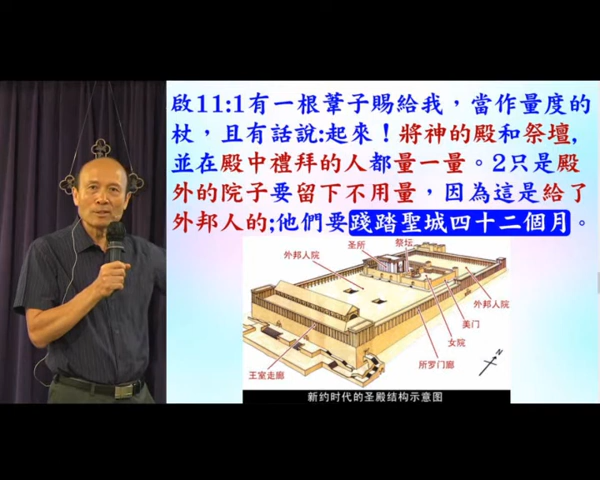 啟11:1有一根葦子賜給我，當作量度的
杖，且有話說:起來！將神的殿和祭壇,
並在殿中禮拜的人都量一量。2只是殿
外的院子要留下不用量，因為這是給了
外邦人的;他們要踐踏聖城四十二個月。
外邦人院
圣所
祭坛
外邦人院
美门
女院
所罗门廊
王室走廊
N
新约时代的圣殿结构示意图